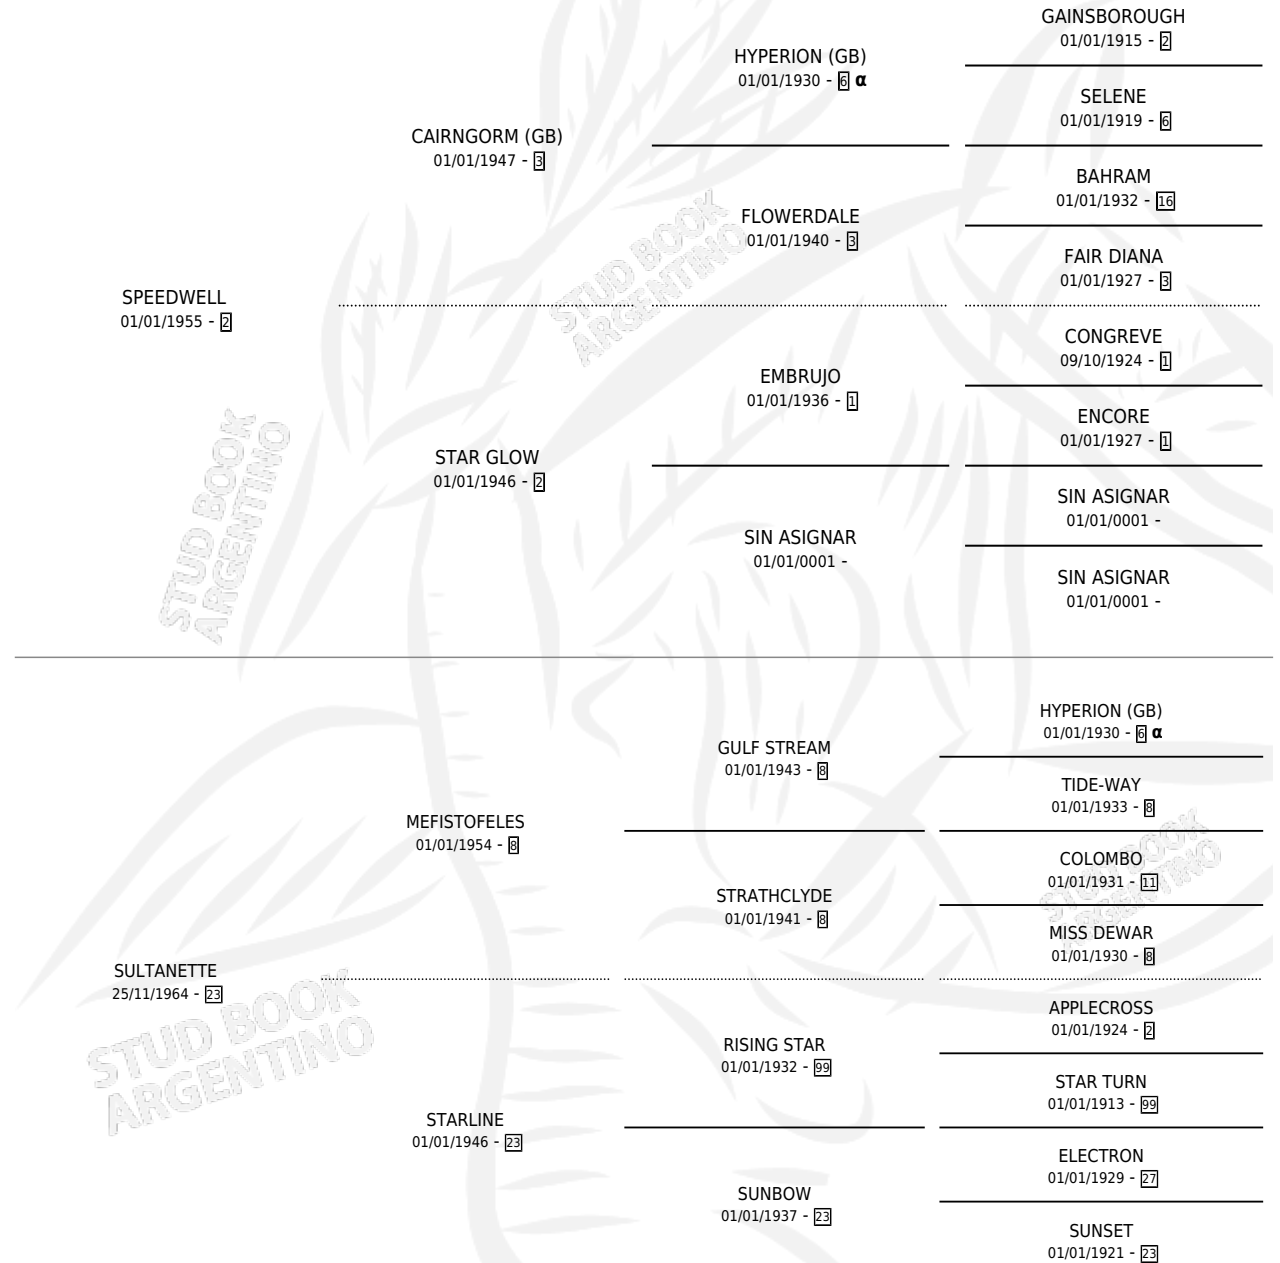 GAINSBOROUGH
01/01/1915 - 2
HYPERION (GB)
01/01/1930 - 6 α
SELENE
01/01/1919 - 6
CAIRNGORM (GB)
01/01/1947 - 3
BAHRAM
01/01/1932 - 16
FLOWERDALE
01/01/1940 - 3
FAIR DIANA
01/01/1927 - 3
SPEEDWELL
01/01/1955 - 2
CONGREVE
09/10/1924 - 1
EMBRUJO
01/01/1936 - 1
ENCORE
01/01/1927 - 1
STAR GLOW
01/01/1946 - 2
SIN ASIGNAR
01/01/0001 -
SIN ASIGNAR
01/01/0001 -
SIN ASIGNAR
01/01/0001 -
HYPERION (GB)
01/01/1930 - 6 α
GULF STREAM
01/01/1943 - 8
TIDE-WAY
01/01/1933 - 8
MEFISTOFELES
01/01/1954 - 8
COLOMBO
01/01/1931 - 11
STRATHCLYDE
01/01/1941 - 8
MISS DEWAR
01/01/1930 - 8
SULTANETTE
25/11/1964 - 23
APPLECROSS
01/01/1924 - 2
RISING STAR
01/01/1932 - 99
STAR TURN
01/01/1913 - 99
STARLINE
01/01/1946 - 23
ELECTRON
01/01/1929 - 27
SUNBOW
01/01/1937 - 23
SUNSET
01/01/1921 - 23
STUD BOOK
ARGENTINO
STUD BOOK
ARGENTINO
STUD BOOK
ARGENTINO
STUD BOOK
ARGENTINO